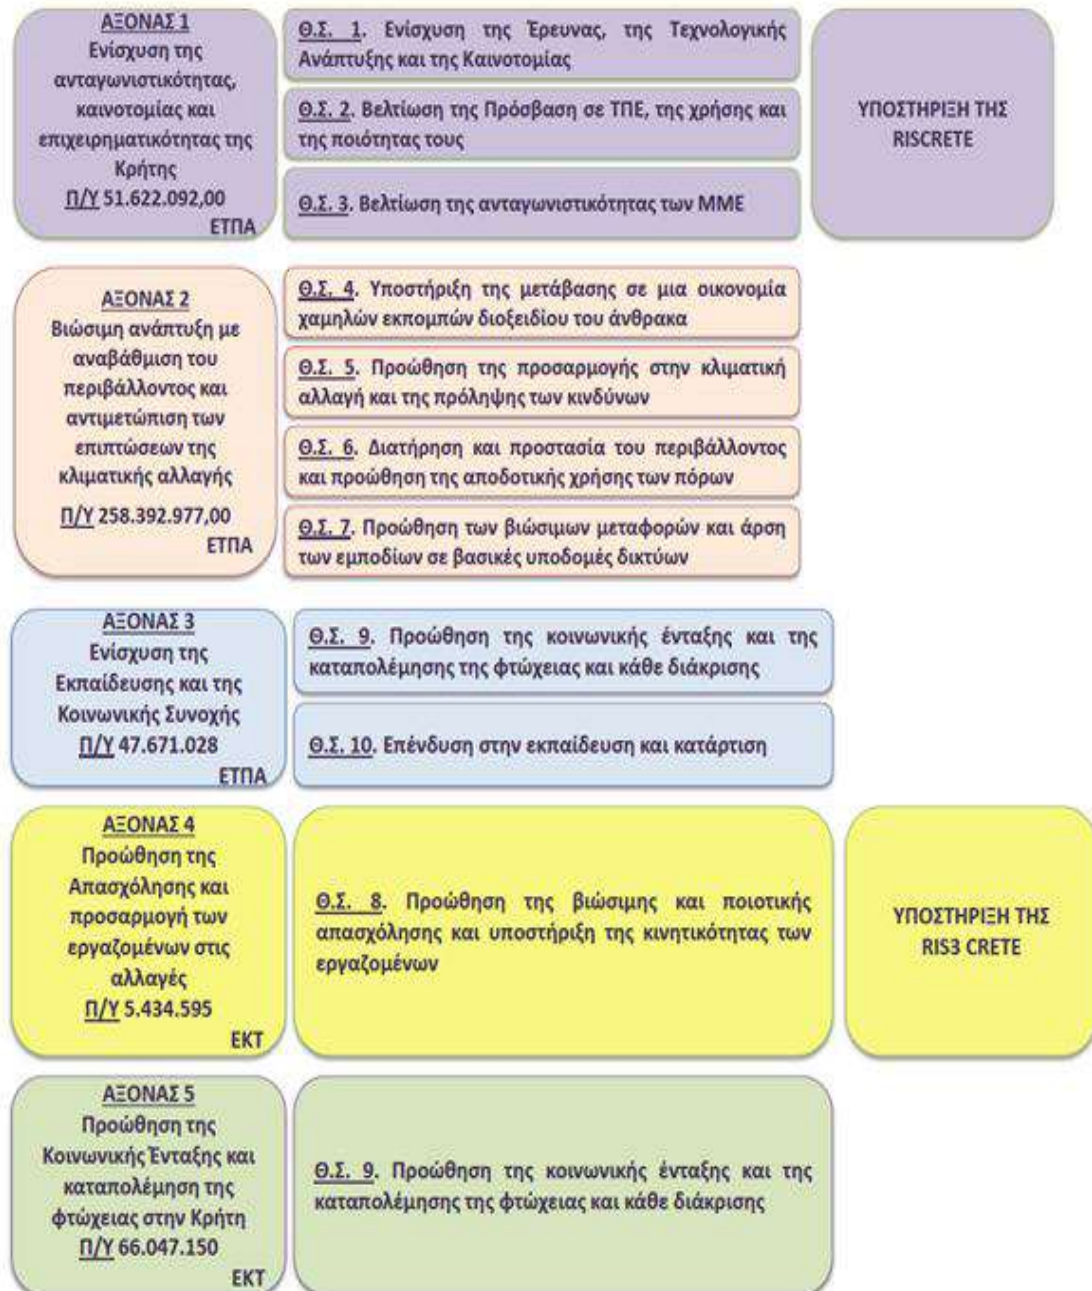 ΑΞΟΝΑΣ 1
Ενίσχυση της
ανταγωνιστικότητας,
καινοτομίας και
επιχειρηματικότητας της
Κρήτης
Π/Υ 51.622.092,00
ΕΤΠΑ
Θ.Σ. 1. Ενίσχυση της Έρευνας, της Τεχνολογικής
Ανάπτυξης και της Καινοτομίας
Θ.Σ. 2. Βελτίωση της Πρόσβαση σε ΤΠΕ, της χρήσης και
της ποιότητας τους
Θ.Σ. 3. Βελτίωση της ανταγωνιστικότητας των ΜΜΕ
ΥΠΟΣΤΗΡΙΞΗ ΤΗΣ
RISCRETE
ΑΞΟΝΑΣ 2
Βιώσιμη ανάπτυξη με
αναβάθμιση του
περιβάλλοντος και
αντιμετώπιση των
επιπτώσεων της
κλιματικής αλλαγής
Π/Υ 258.392.977,00
ΕΤΠΑ
Θ.Σ. 4. Υποστήριξη της μετάβασης σε μια οικονομία
χαμηλών εκπομπών διοξειδίου του άνθρακα
Θ.Σ. 5. Προώθηση της προσαρμογής στην κλιματική
αλλαγή και της πρόληψης των κινδύνων
Θ.Σ. 6. Διατήρηση και προστασία του περιβάλλοντος
και προώθηση της αποδοτικής χρήσης των πόρων
Θ.Σ. 7. Προώθηση των βιώσιμων μεταφορών και άρση
των εμποδίων σε βασικές υποδομές δικτύων
ΑΞΟΝΑΣ 3
Ενίσχυση της
Εκπαίδευσης και της
Κοινωνικής Συνοχής
Π/Υ 47.671.028
ΕΤΠΑ
Θ.Σ. 9. Προώθηση της κοινωνικής ένταξης και της
καταπολέμησης της φτώχειας και κάθε διάκρισης
Θ.Σ. 10. Επένδυση στην εκπαίδευση και κατάρτιση
ΑΞΟΝΑΣ 4
Προώθηση της
Απασχόλησης και
προσαρμογή των
εργαζομένων στις
αλλαγές
Π/Υ 5.434.595
ΕΚΤ
Θ.Σ. 8. Προώθηση της βιώσιμης και ποιοτικής
απασχόλησης και υποστήριξη της κινητικότητας των
εργαζομένων
ΥΠΟΣΤΗΡΙΞΗ ΤΗΣ
RIS3 CRETE
ΑΞΟΝΑΣ 5
Προώθηση της
Κοινωνικής Ένταξης και
καταπολέμηση της
φτώχειας στην Κρήτη
Π/Υ 66.047.150
ΕΚΤ
Θ.Σ. 9. Προώθηση της κοινωνικής ένταξης και της
καταπολέμησης της φτώχειας και κάθε διάκρισης